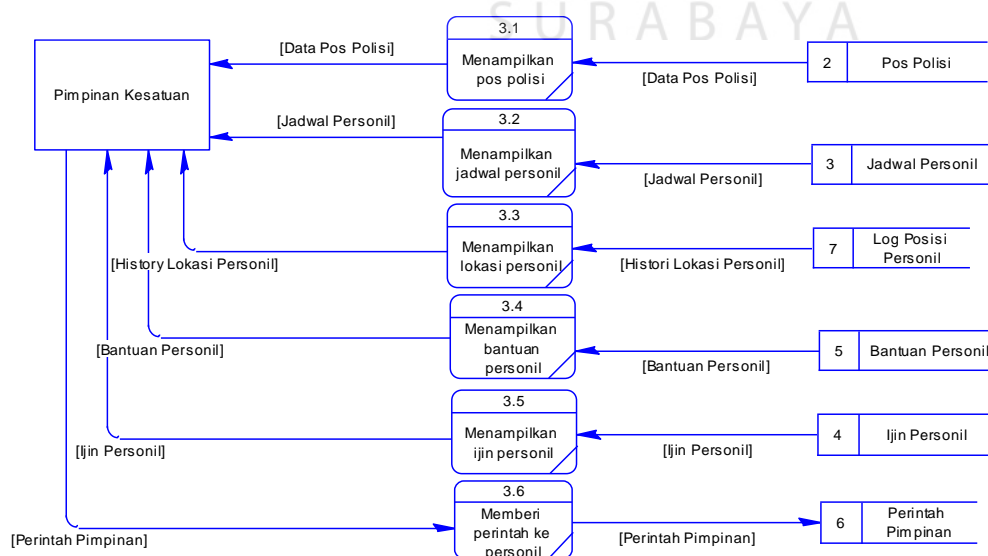 SURABAYA
3.1
Menampilkan
pos polisi
[Data Pos Polisi]
[Data Pos Polisi]
2
Pos Polisi
Pimpinan Kesatuan
3.2
Menampilkan
jadwal personil
[Jadwal Personil]
[Jadwal Personil]
3
Jadwal Personil
3.3
Menampilkan
lokasi personil
[History Lokasi Personil]
[Histori Lokasi Personil]
7
Log Posisi
Personil
3.4
Menampilkan
bantuan
personil
[Bantuan Personil]
[Bantuan Personil]
5
Bantuan Personil
3.5
Menampilkan
ijin personil
[Ijin Personil]
[Ijin Personil]
4
Ijin Personil
3.6
Memberi
perintah ke
personil
[Perintah Pimpinan]
[Perintah Pimpinan]
6
Perintah
Pimpinan